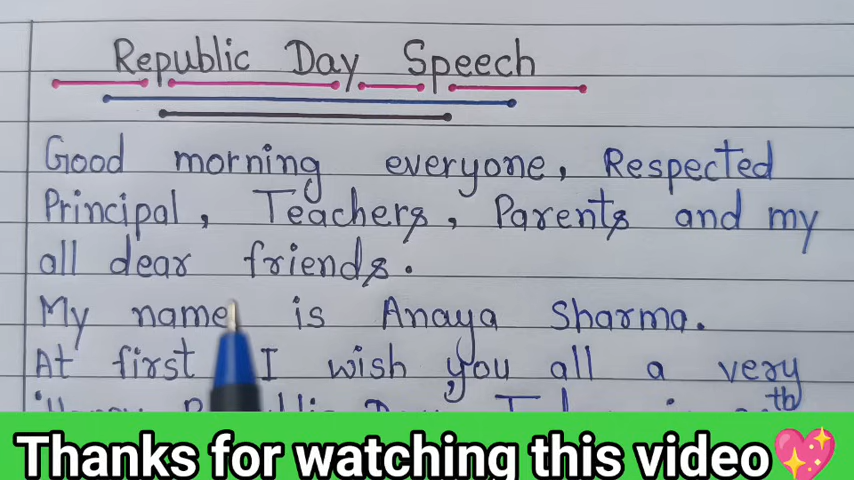 Republic Day Speech
Good morning everyone, Respected
Principal, Teachers, Parents and my
all dear friends.
My name is Anaya Sharma.
At first I wish you all a very
Thanks for watching this video💖